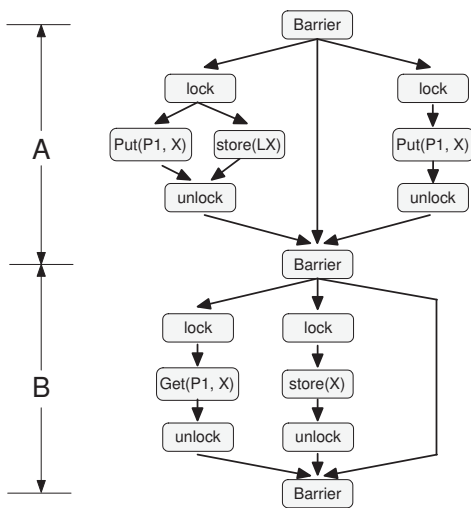 Barrier
lock
lock
Put(P1, X)
store(LX)
Put(P1, X)
A
unlock
unlock
Barrier
lock
lock
B
Get(P1, X)
store(X)
unlock
unlock
Barrier